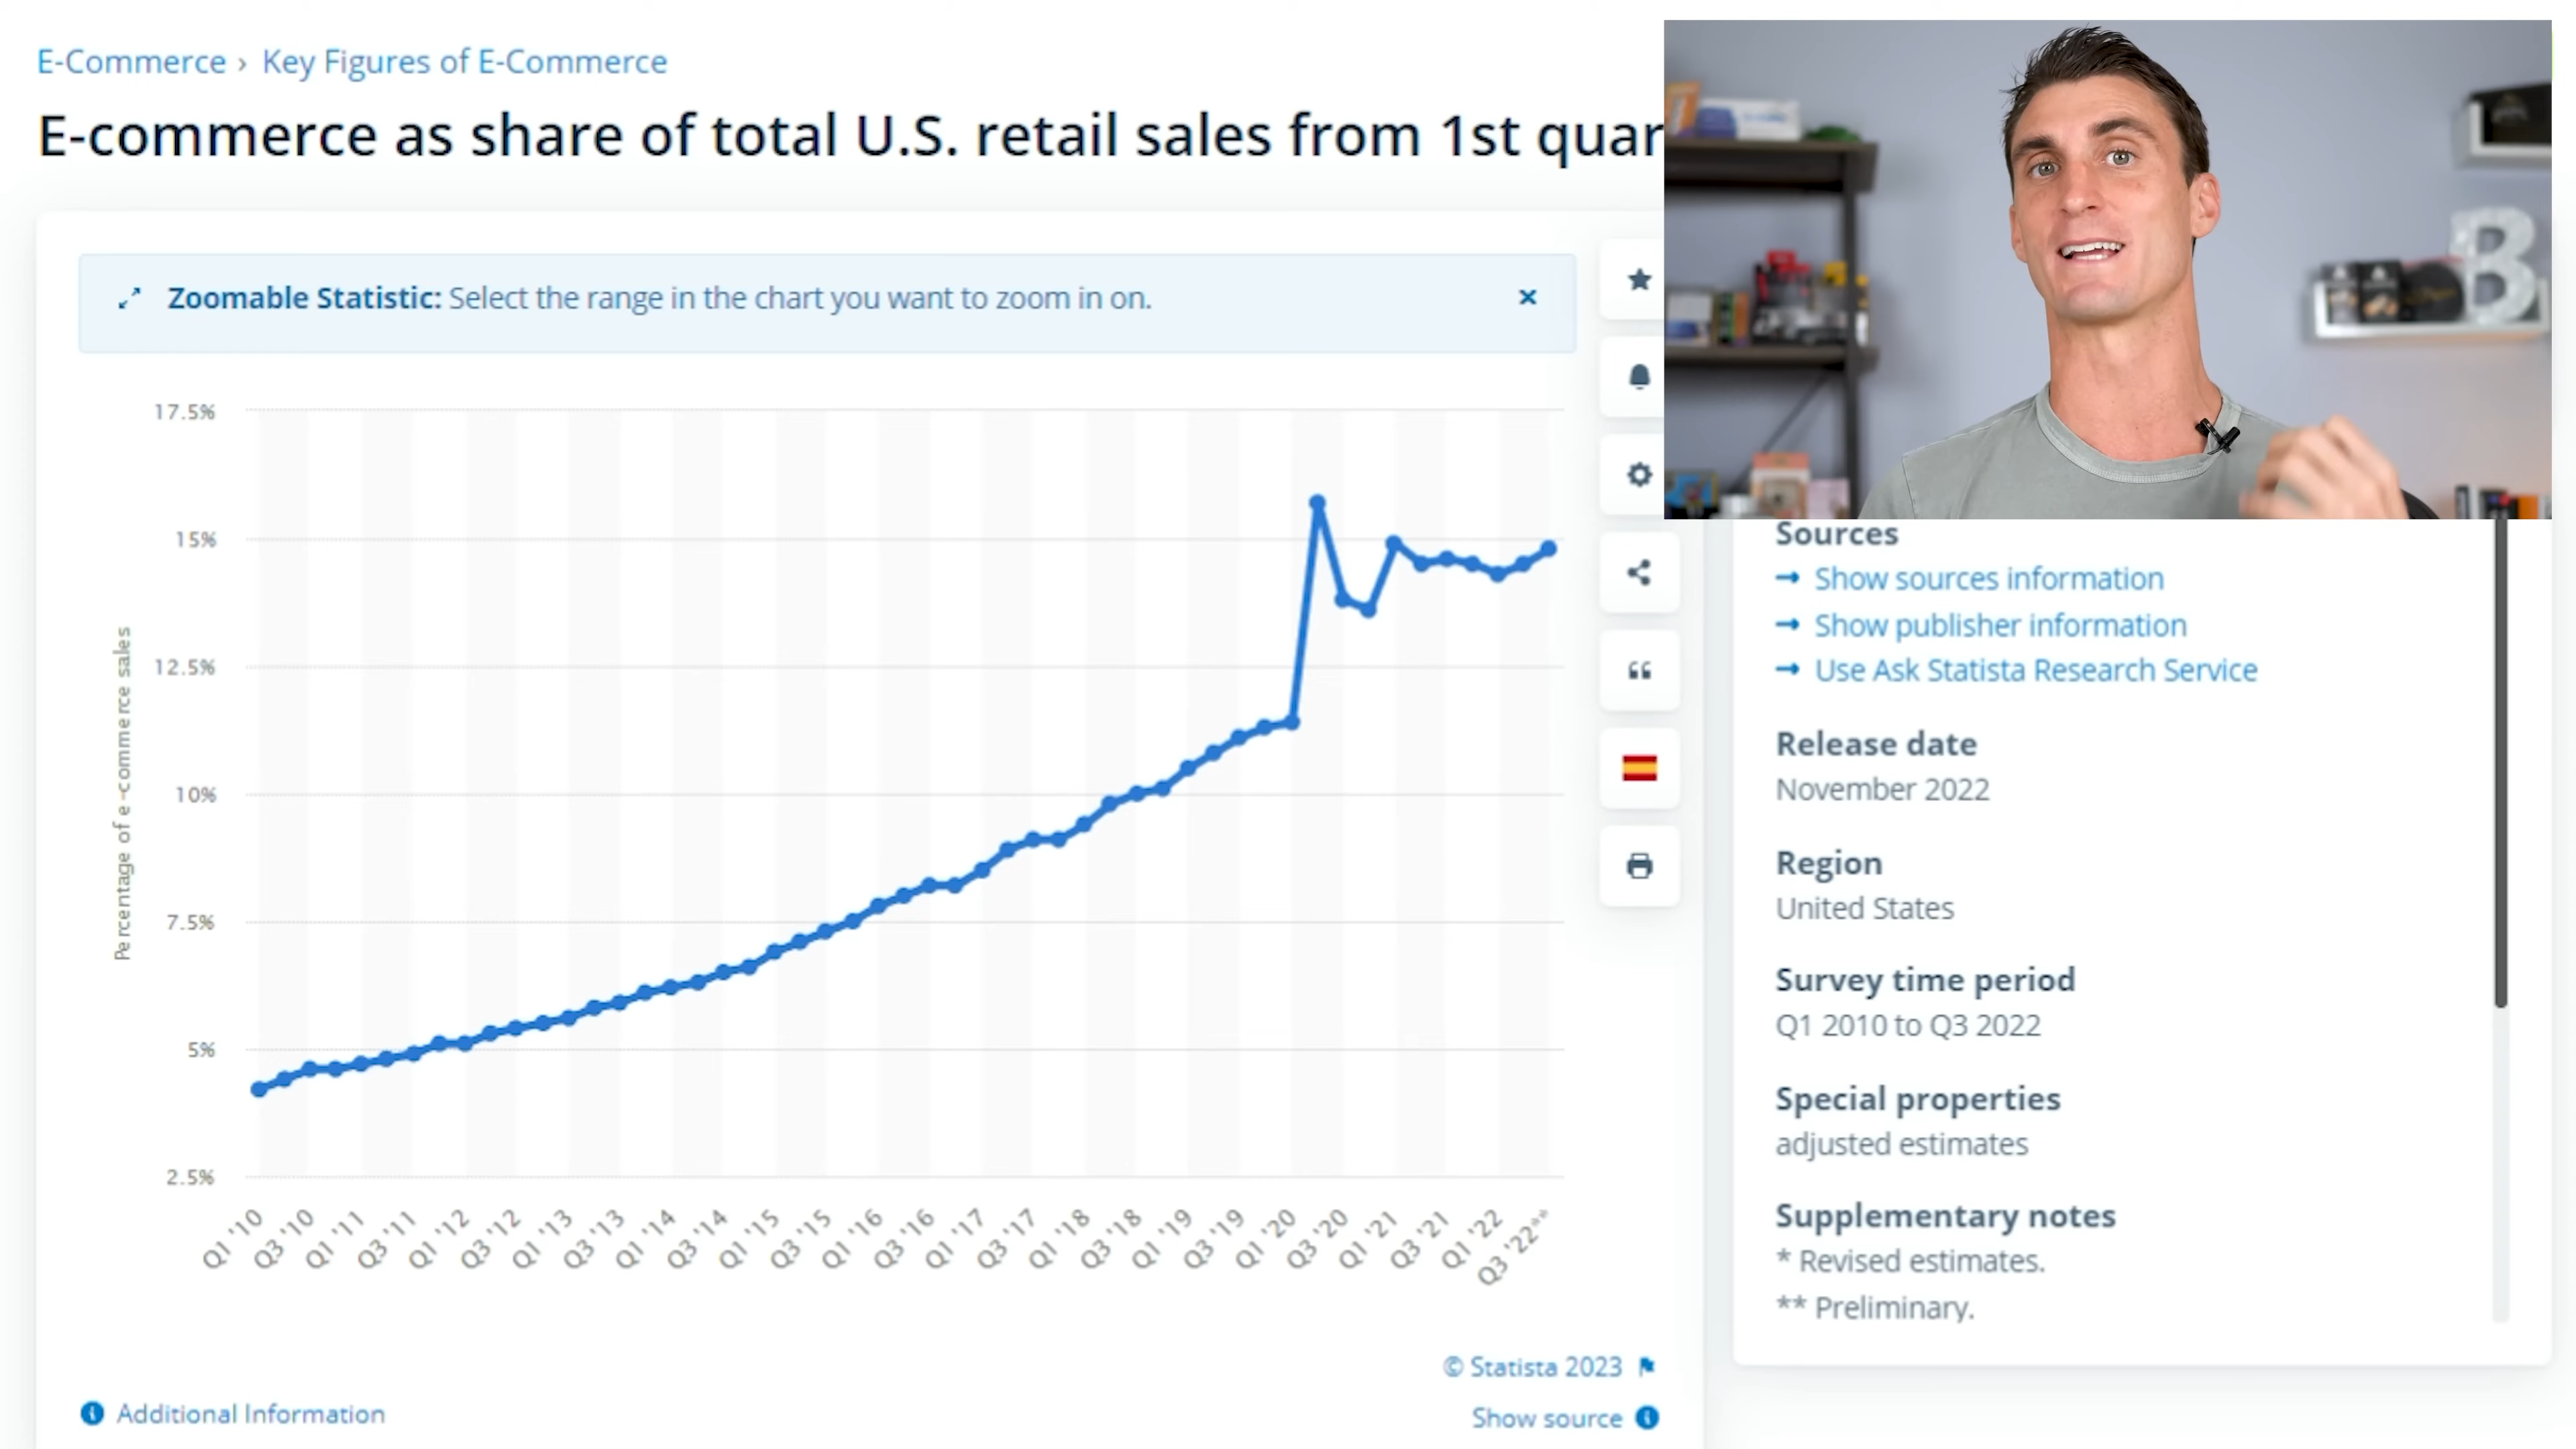 E-Commerce › Key Figures of E-Commerce
E-commerce as share of total U.S. retail sales from 1st quar
Zoomable Statistic: Select the range in the chart you want to zoom in on.
Percentage of e-commerce sales
17.5%
15%
12.5%
10%
7.5%
5%
2.5%
Q1 '10
Q3 '10
Q1 '11
Q3 '11
Q1 '12
Q3 '12
Q1 '13
Q3 '13
Q1 '14
Q3 '14
Q1 '15
Q3 '15
Q1 '16
Q3 '16
Q1 '17
Q3 '17
Q1 '18
Q3 '18
Q1 '19
Q3 '19
Q1 '20
Q3 '20
Q1 '21
Q3 '21
Q1 '22
Q3 '22**
© Statista 2023
Additional Information
Show source
B
Sources
Show sources information
Show publisher information
Use Ask Statista Research Service
Release date
November 2022
Region
United States
Survey time period
Q1 2010 to Q3 2022
Special properties
adjusted estimates
Supplementary notes
* Revised estimates.
** Preliminary.